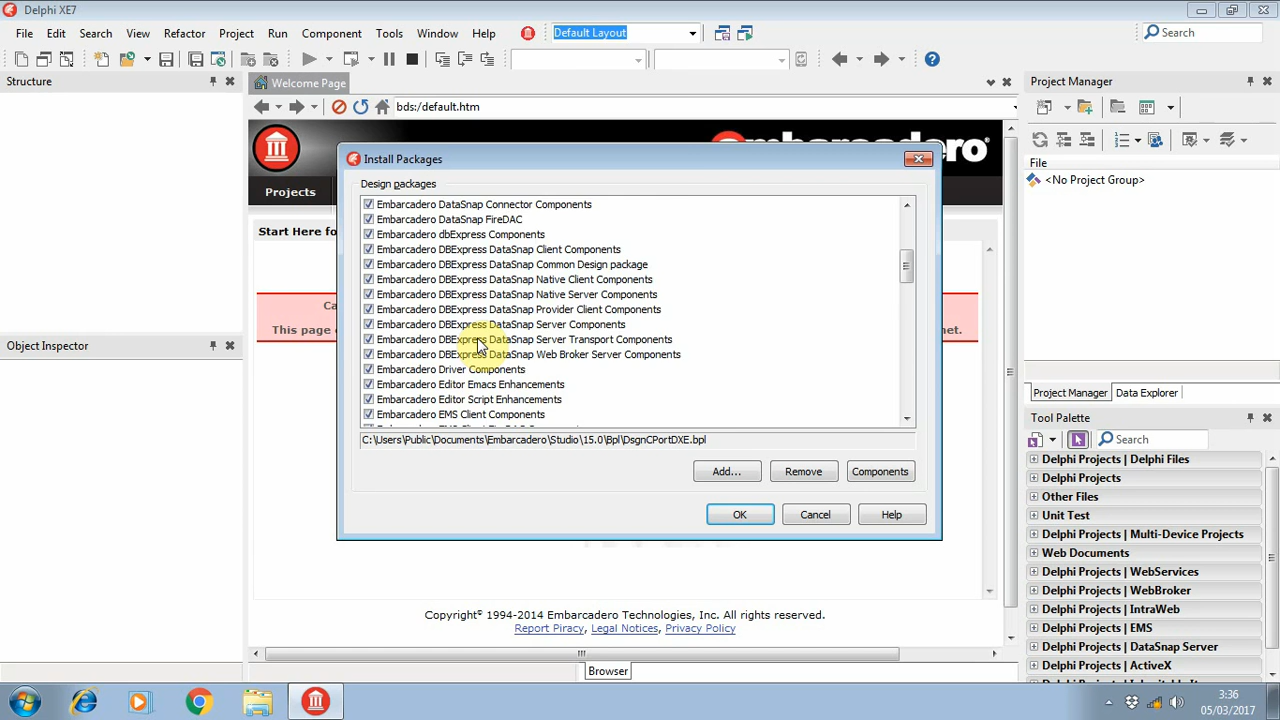 Delphi XE7
File Edit Search View Refactor Project Run Component Tools Window Help
Default Layout
Search
Structure
Welcome Page
Project Manager
bds:/default.htm
embarcadero
Install Packages
File
<No Project Group>
Projects
Design packages
Embarcadero DataSnap Connector Components
Embarcadero DataSnap FireDAC
Embarcadero dbExpress Components
Embarcadero DBExpress DataSnap Client Components
Embarcadero DBExpress DataSnap Common Design package
Embarcadero DBExpress DataSnap Native Client Components
Embarcadero DBExpress DataSnap Native Server Components
Embarcadero DBExpress DataSnap Provider Client Components
Embarcadero DBExpress DataSnap Server Components
Embarcadero DBExpress DataSnap Server Transport Components
Embarcadero DBExpress DataSnap Web Broker Server Components
Embarcadero Driver Components
Embarcadero Editor Emacs Enhancements
Embarcadero Editor Script Enhancements
Embarcadero EMS Client Components
Start Here fo
Ca
This page
net.
Object Inspector
C:\Users\Public\Documents\Embarcadero\Studio\15.0\Bpl\DsgnCPortDXE.bpl
Add... Remove Components
OK Cancel Help
Project Manager Data Explorer
Tool Palette
Search
Delphi Projects | Delphi Files
Delphi Projects
Other Files
Unit Test
Delphi Projects | Multi-Device Projects
Web Documents
Delphi Projects | WebServices
Delphi Projects | WebBroker
Delphi Projects | IntraWeb
Delphi Projects | EMS
Delphi Projects | DataSnap Server
Delphi Projects | ActiveX
Copyright© 1994-2014 Embarcadero Technologies, Inc. All rights reserved.
Report Piracy, Legal Notices, Privacy Policy
Browser
3:36
05/03/2017